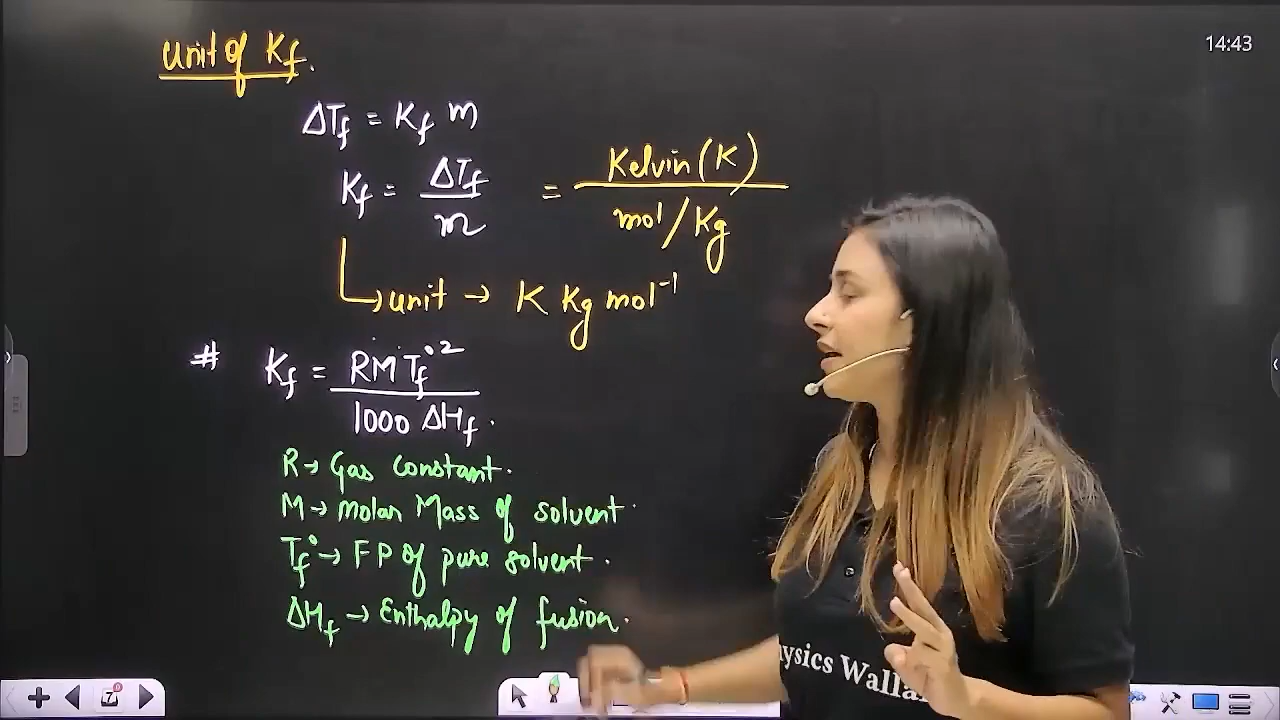 14:43
Unit of Kf.
ΔTf = Kf m
Kf = ΔTf / m = Kelvin (K) / mol/Kg
unit → K Kg mol⁻¹
# Kf = RMTf°² / 1000 ΔHf.
R → Gas constant.
M → Molar Mass of solvent.
Tf° → FP of pure solvent.
ΔHf → Enthalpy of fusion.
ysics Walla